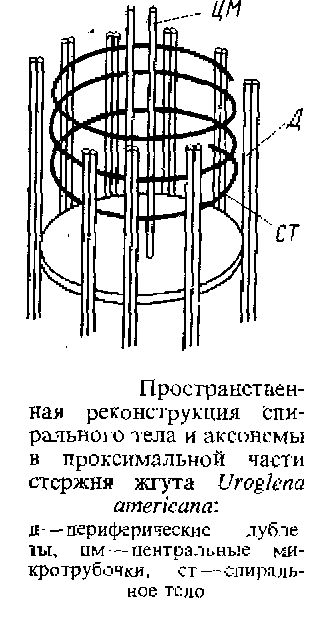 ЦМ
Д
СТ
Пространствен-
ная реконструкция спи-
рального тела и аксонемы
в проксимальной части
стержня жгута Uroglena
americana:
д—периферические дубле
ты, цм—центральные ми-
кротрубочки, ст—спираль-
ное тело